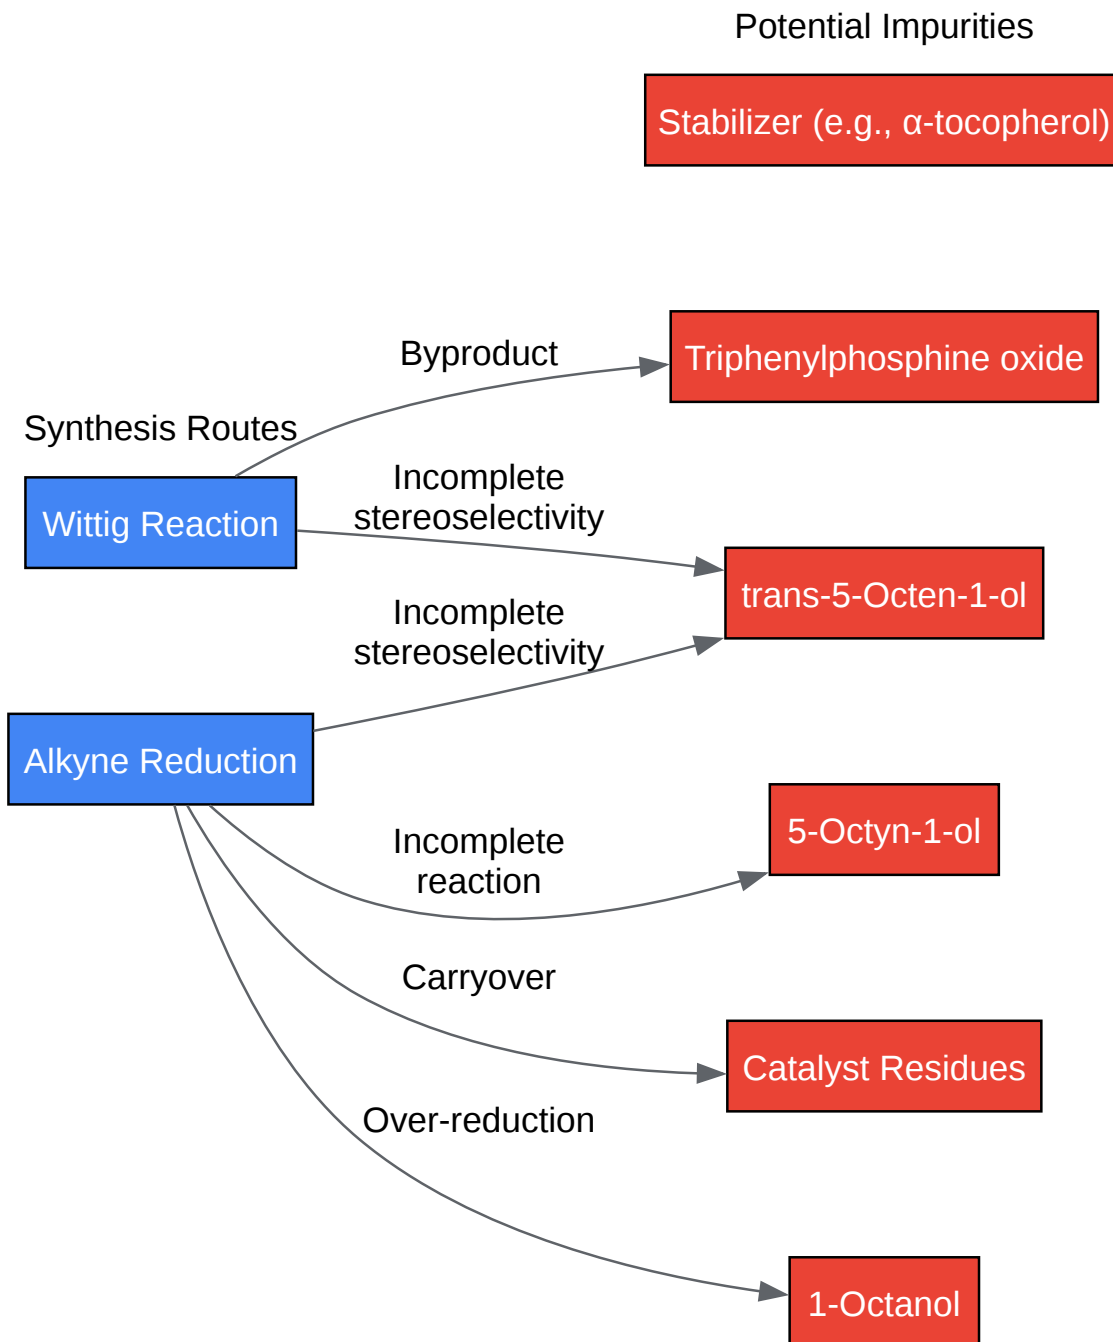 Potential Impurities
Stabilizer (e.g., α-tocopherol)
Byproduct
Triphenylphosphine oxide
Synthesis Routes
Wittig Reaction
Incomplete
stereoselectivity
trans-5-Octen-1-ol
Incomplete
stereoselectivity
Alkyne Reduction
Incomplete
reaction
5-Octyn-1-ol
Carryover
Catalyst Residues
Over-reduction
1-Octanol